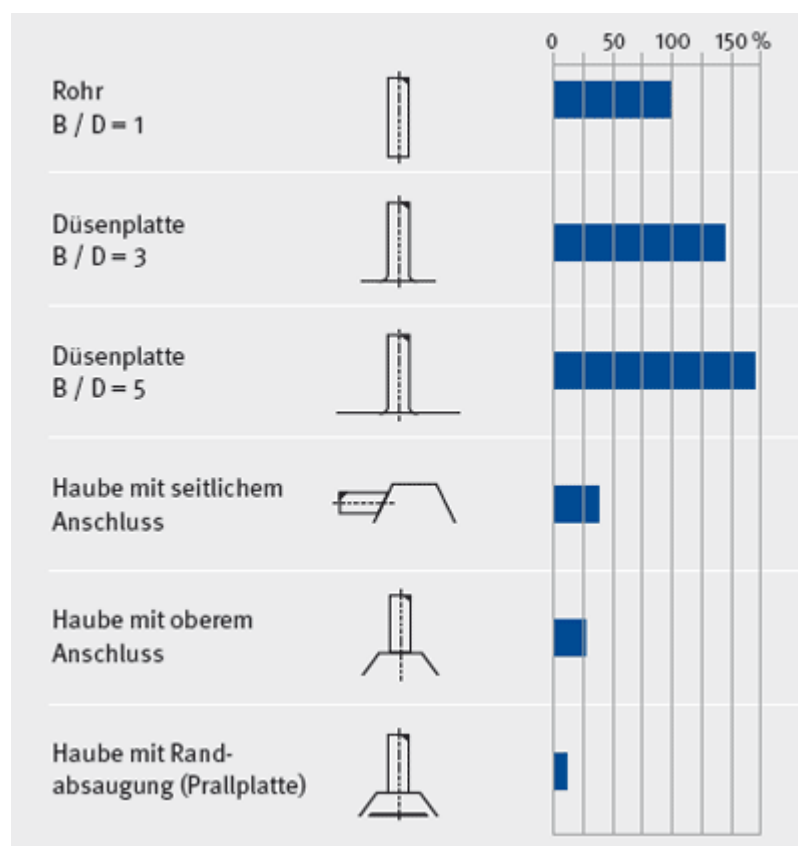 0 50 100 150 %
Rohr
B / D = 1
Düsenplatte
B / D = 3
Düsenplatte
B / D = 5
Haube mit seitlichem
Anschluss
Haube mit oberem
Anschluss
Haube mit Rand-
absaugung (Prallplatte)